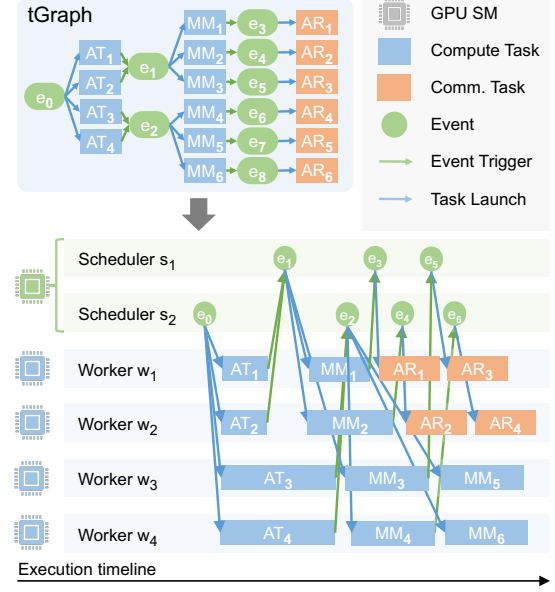 tGraph
e0
AT1
AT2
AT3
AT4
e1
e2
MM1 e3 AR1
MM2 e4 AR2
MM3 e5 AR3
MM4 e6 AR4
MM5 e7 AR5
MM6 e8 AR6
GPU SM
Compute Task
Comm. Task
Event
Event Trigger
Task Launch
Scheduler s1 e1 e3 e5
Scheduler s2 e0 e2 e4 e6
Worker w1 AT1 MM1 AR1 AR3
Worker w2 AT2 MM2 AR2 AR4
Worker w3 AT3 MM3 MM5
Worker w4 AT4 MM4 MM6
Execution timeline